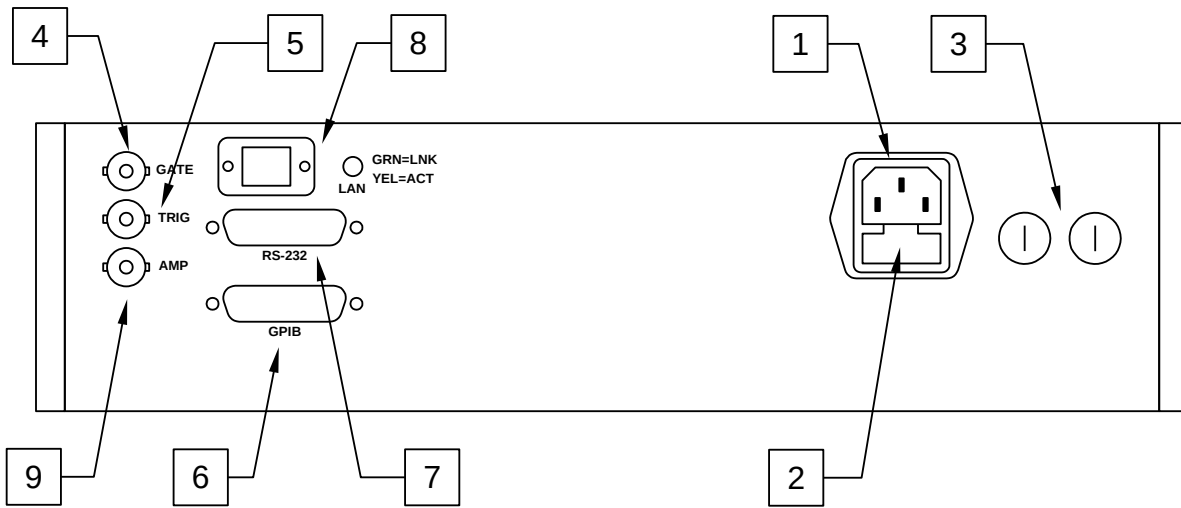 4
5
8
1
3
GATE
GRN=LNK
YEL=ACT
LAN
TRIG
RS-232
AMP
GPIB
9
6
7
2